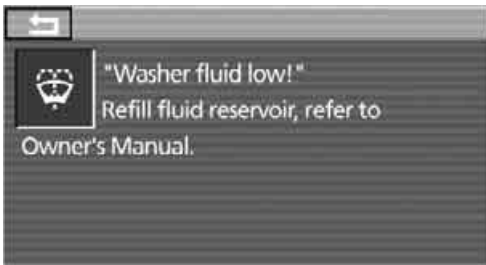 "Washer fluid low!"
Refill fluid reservoir, refer to
Owner's Manual.